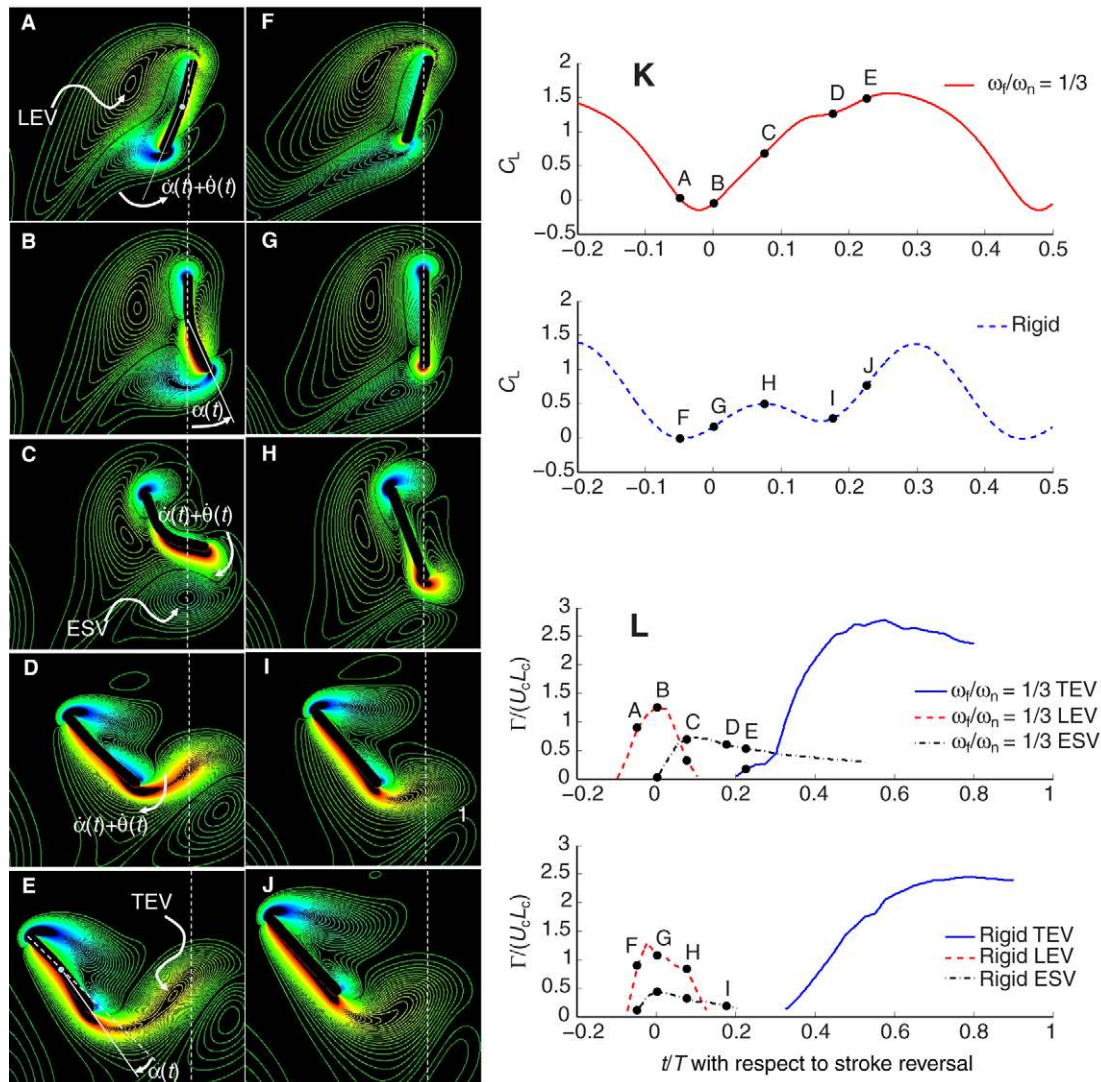 A
LEV
α̇(t)+θ̇(t)
F
B
α(t)
G
C
α̇(t)+θ̇(t)
ESV
H
D
α̇(t)+θ̇(t)
I
1
E
TEV
α(t)
J
K
ωf/ωn = 1/3
2
1.5
1
0.5
0
−0.5
CL
A
B
C
D
E
−0.2
−0.1
0
0.1
0.2
0.3
0.4
0.5
Rigid
2
1.5
1
0.5
0
−0.5
CL
F
G
H
I
J
−0.2
−0.1
0
0.1
0.2
0.3
0.4
0.5
L
3
2.5
2
1.5
1
0.5
0
Γ/(UcLc)
A
B
C
D
E
ωf/ωn = 1/3 TEV
ωf/ωn = 1/3 LEV
ωf/ωn = 1/3 ESV
−0.2
0
0.2
0.4
0.6
0.8
1
3
2.5
2
1.5
1
0.5
0
Γ/(UcLc)
F
G
H
I
Rigid TEV
Rigid LEV
Rigid ESV
−0.2
0
0.2
0.4
0.6
0.8
1
t/T with respect to stroke reversal